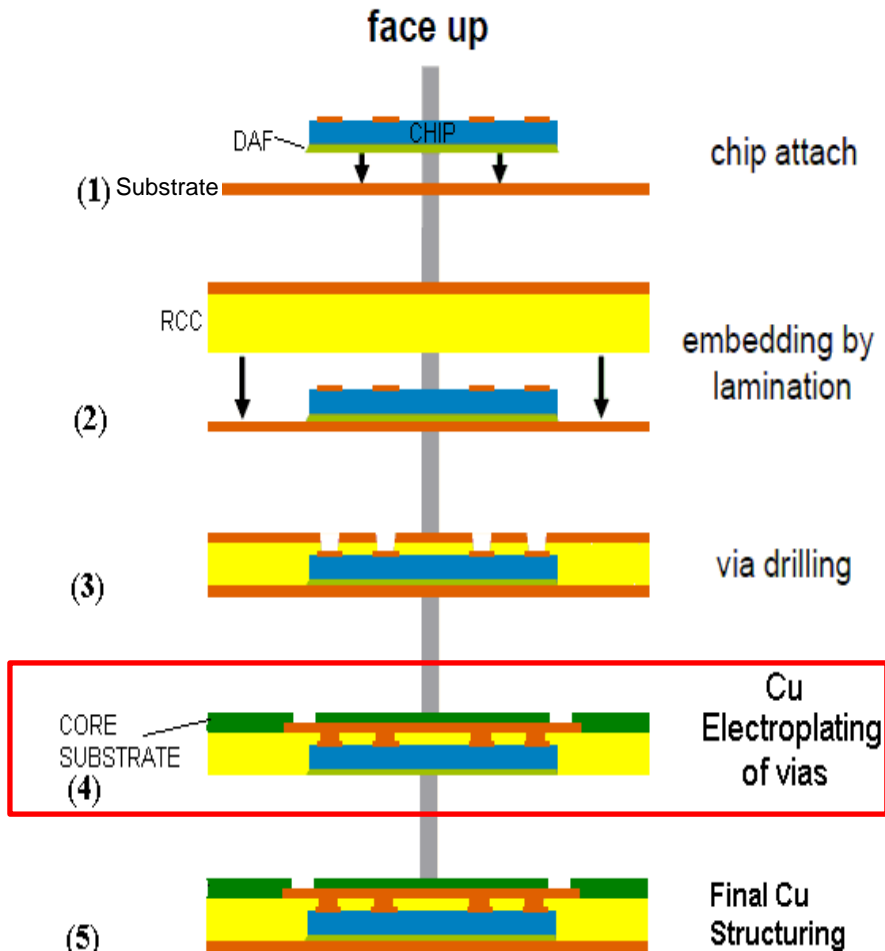 face up
DAF
CHIP
chip attach
(1) Substrate
RCC
embedding by
lamination
(2)
via drilling
(3)
Cu
CORE
Electroplating
SUBSTRATE
of vias
(4)
Final Cu
Structuring
(5)